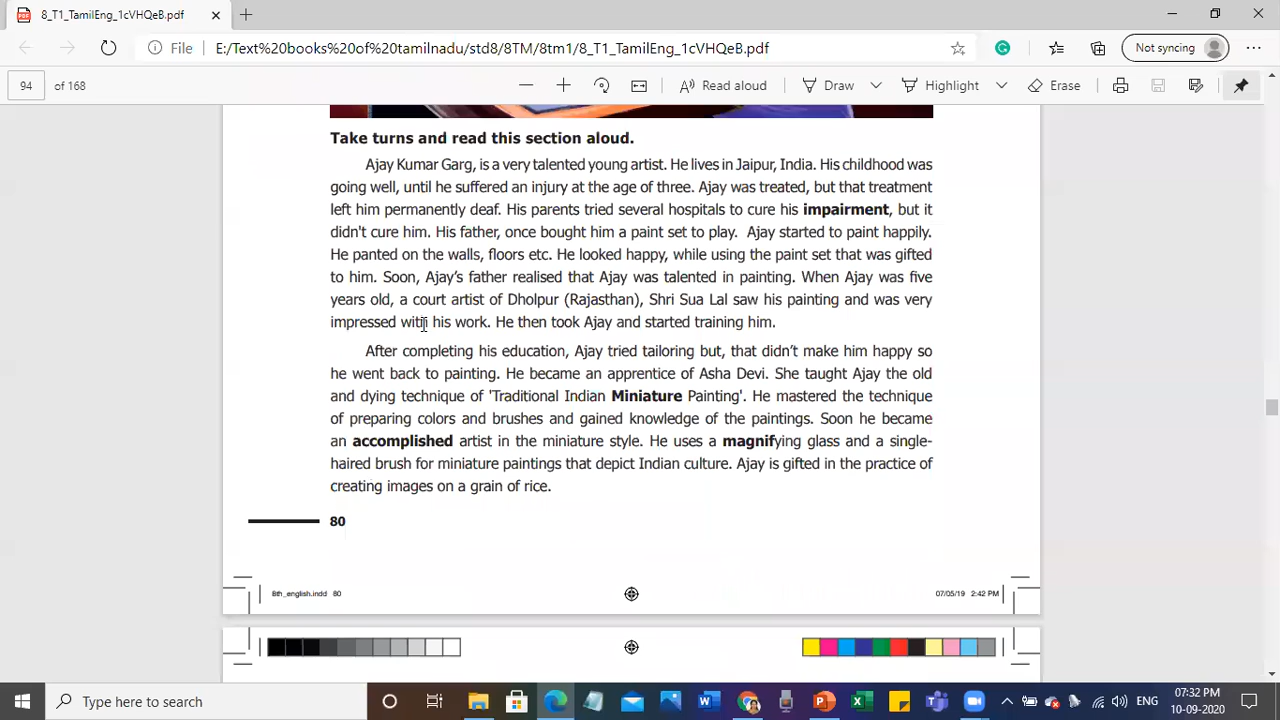 8_T1_TamilEng_1cVHQeB.pdf
File E:/Text%20books%20of%20tamilnadu/std8/8TM/8tm1/8_T1_TamilEng_1cVHQeB.pdf Not syncing
94 of 168 Read aloud Draw Highlight Erase
Take turns and read this section aloud.
Ajay Kumar Garg, is a very talented young artist. He lives in Jaipur, India. His childhood was
going well, until he suffered an injury at the age of three. Ajay was treated, but that treatment
left him permanently deaf. His parents tried several hospitals to cure his impairment, but it
didn't cure him. His father, once bought him a paint set to play. Ajay started to paint happily.
He panted on the walls, floors etc. He looked happy, while using the paint set that was gifted
to him. Soon, Ajay's father realised that Ajay was talented in painting. When Ajay was five
years old, a court artist of Dholpur (Rajasthan), Shri Sua Lal saw his painting and was very
impressed with his work. He then took Ajay and started training him.
After completing his education, Ajay tried tailoring but, that didn't make him happy so
he went back to painting. He became an apprentice of Asha Devi. She taught Ajay the old
and dying technique of 'Traditional Indian Miniature Painting'. He mastered the technique
of preparing colors and brushes and gained knowledge of the paintings. Soon he became
an accomplished artist in the miniature style. He uses a magnifying glass and a single-
haired brush for miniature paintings that depict Indian culture. Ajay is gifted in the practice of
creating images on a grain of rice.
80
8th_english.indd 80 07/05/19 2:42 PM
Type here to search ENG 07:32 PM
10-09-2020